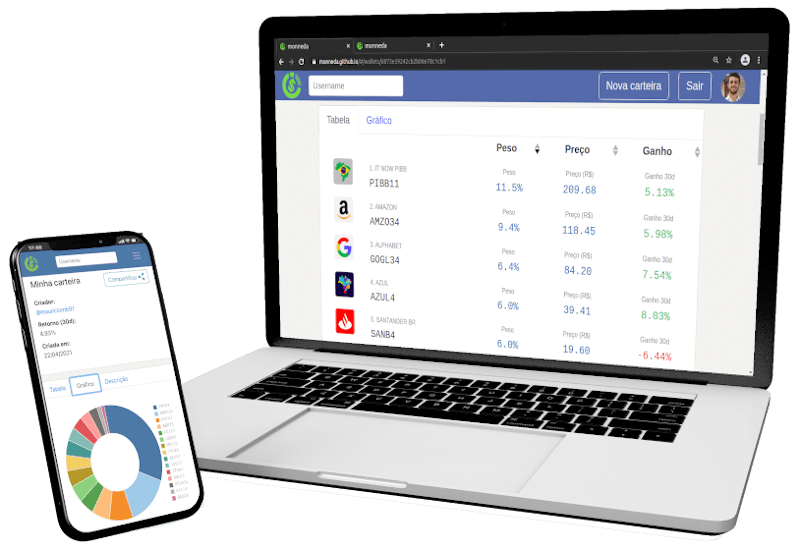 monneda
monneda
monneda.github.io
Username
Nova carteira
Sair
Tabela
Gráfico
Peso
Preço
Ganho
1. IT NOW PIBB
PIBB11
Peso
11.5%
Preço (R$)
209.68
Ganho 30d
5.13%
2. AMAZON
AMZO34
Peso
9.4%
Preço (R$)
118.45
Ganho 30d
5.98%
3. ALPHABET
GOGL34
Peso
6.4%
Preço (R$)
84.20
Ganho 30d
7.54%
4. AZUL
AZUL4
Peso
6.0%
Preço (R$)
39.41
Ganho 30d
8.03%
5. SANTANDER BR
SANB4
Peso
6.0%
Preço (R$)
19.60
Ganho 30d
-6.44%
Username
Minha carteira
Compartilhar
Criador:
Retorno (30d):
4.93%
Criada em:
22/04/2021
Tabela
Gráfico
Descrição